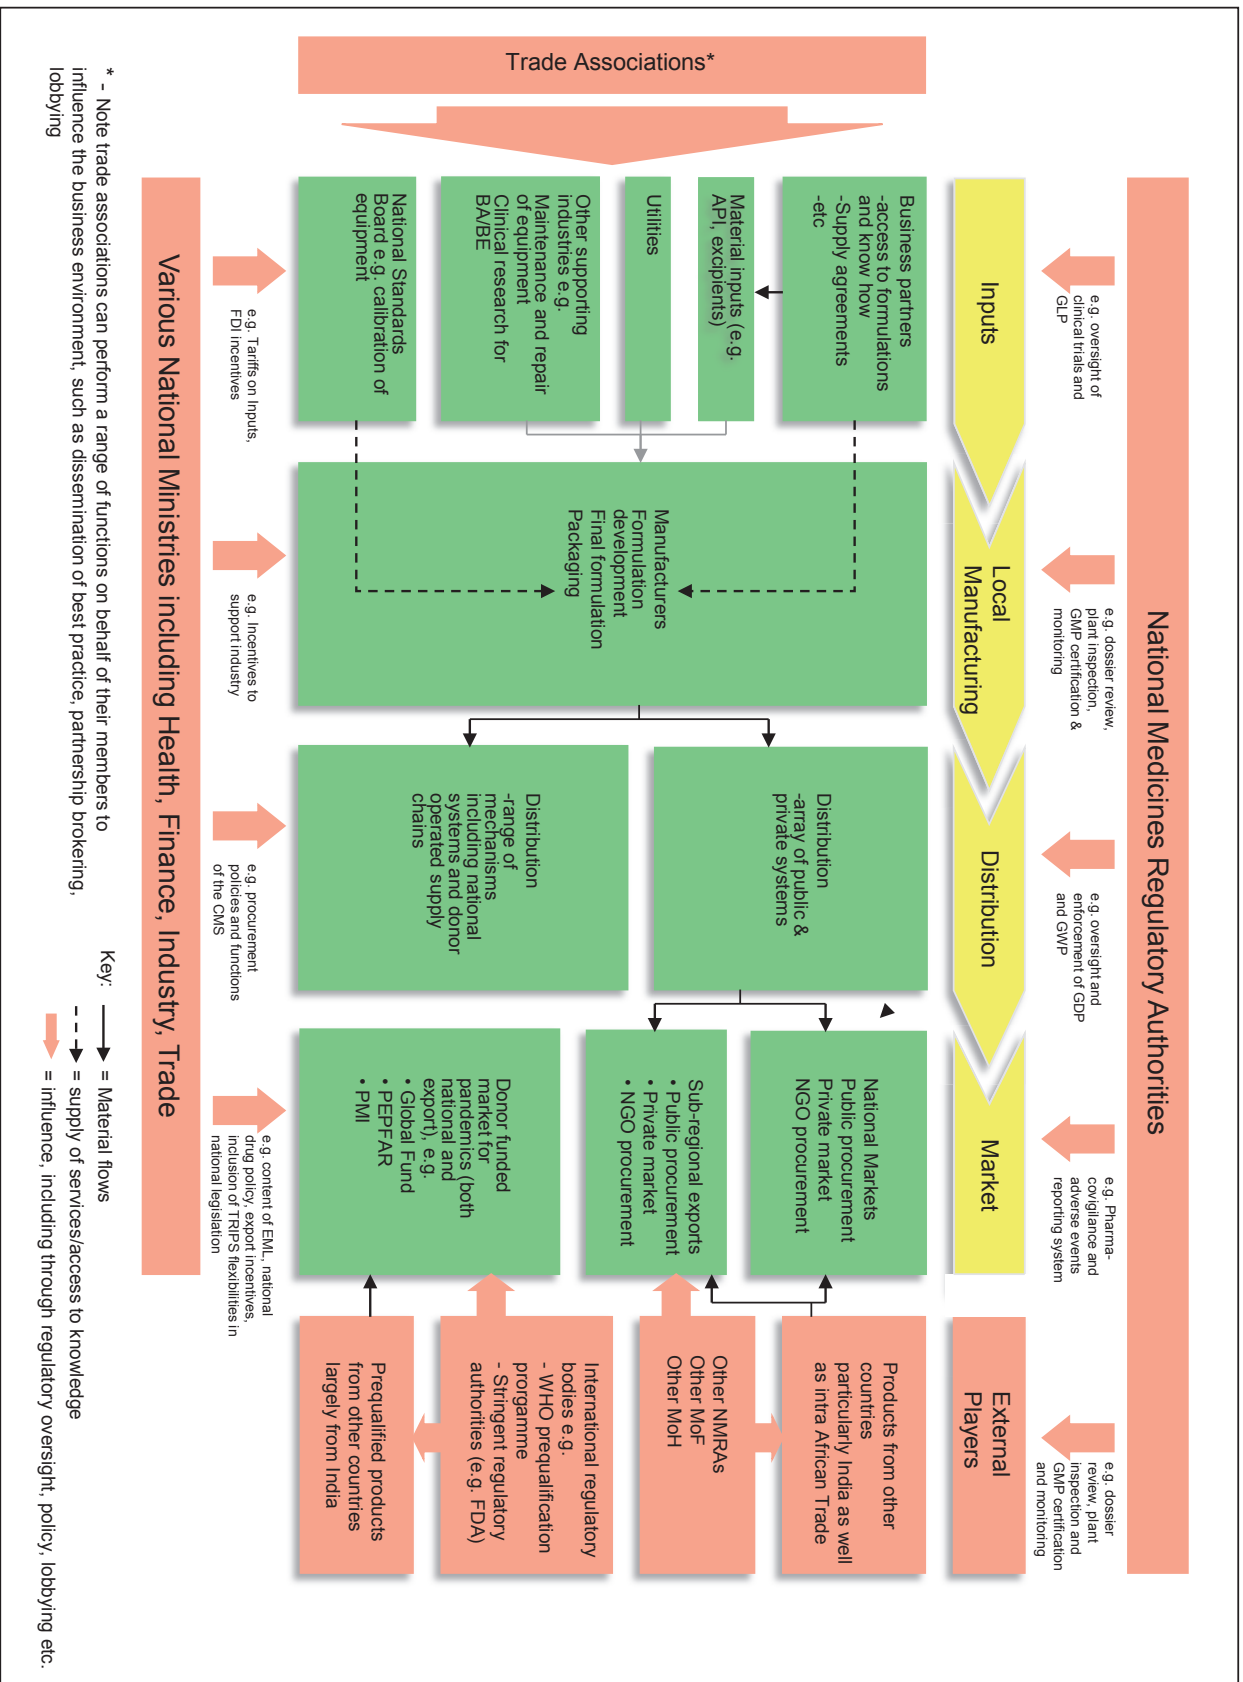 National Medicines Regulatory Authorities
e.g. oversight of
clinical trials and
GLP
e.g. dossier review,
plant inspection,
GMP certification &
monitoring
e.g. oversight and
enforcement of GDP
and GWP
e.g. Pharma-
covigilance and
adverse events
reporting system
e.g. dossier
review, plant
inspection and
GMP certification
and monitoring
Inputs
Local
Manufacturing
Distribution
Market
External
Players
Trade Associations*
Business partners
-access to formulations
and know how
-Supply agreements
-etc
Material inputs (e.g.
API, excipients)
Utilities
Other supporting
industries e.g.
Maintenance and repair
of equipment
Clinical research for
BA/BE
National Standards
Board e.g. calibration of
equipment
Manufacturers
Formulation
development
Final formulation
Packaging
Distribution
-array of public &
private systems
Distribution
-range of
mechanisms
including national
systems and donor
operated supply
chains
National Markets
Public procurement
Private market
NGO procurement
Sub-regional exports
• Public procurement
• Private market
• NGO procurement
Donor funded
market for
pandemics (both
national and
export), e.g.
• Global Fund
• PEPFAR
• PMI
Products from other
countries
particularly India as well
as intra African Trade
Other NMRAs
Other MoF
Other MoH
International regulatory
bodies e.g.
- WHO prequalification
prorgamme
- Stringent regulatory
authorities (e.g. FDA)
Prequalified products
from other countries
largely from India
e.g. Tariffs on Inputs,
FDI incentives
e.g. Incentives to
support industry
e.g. procurement
policies and functions
of the CMS
e.g. content of EML, national
drug policy, export incentives,
inclusion of TRIPS flexibilities in
national legislation
Various National Ministries including Health, Finance, Industry, Trade
* - Note trade associations can perform a range of functions on behalf of their members to
influence the business environment, such as dissemination of best practice, partnership brokering,
lobbying
Key:
= Material flows
= supply of services/access to knowledge
= influence, including through regulatory oversight, policy, lobbying etc.